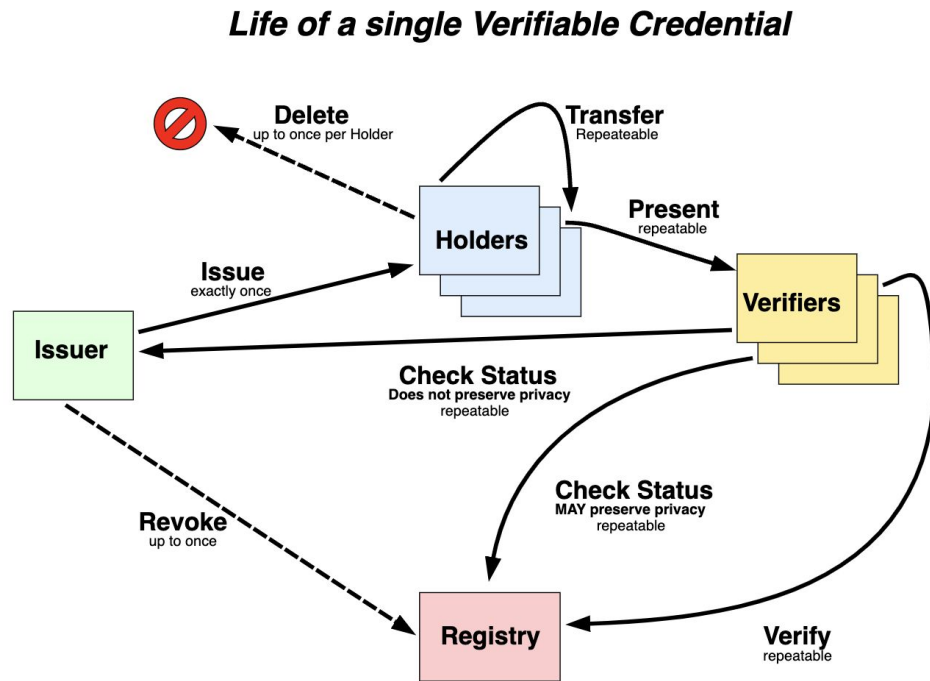 Life of a single Verifiable Credential
Delete
up to once per Holder
Transfer
Repeateable
Present
repeatable
Holders
Issue
exactly once
Verifiers
Issuer
Check Status
Does not preserve privacy
repeatable
Check Status
MAY preserve privacy
repeatable
Revoke
up to once
Registry
Verify
repeatable